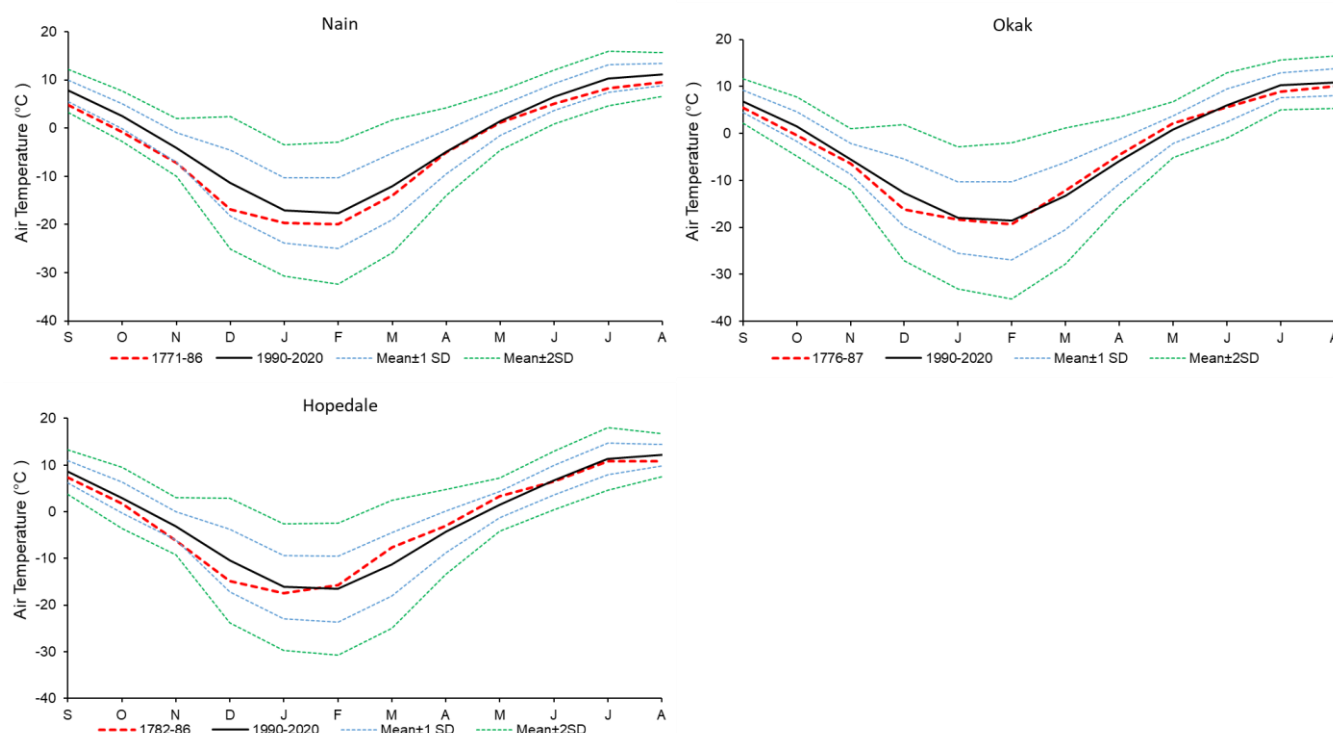 Nain
Air Temperature (°C )
20
10
0
-10
-20
-30
-40
S O N D J F M A M J J A
1771-86 1990-2020 Mean±1 SD Mean±2SD
Okak
Air Temperature (°C )
20
10
0
-10
-20
-30
-40
S O N D J F M A M J J A
1776-87 1990-2020 Mean±1 SD Mean±2SD
Hopedale
Air Temperature (°C )
20
10
0
-10
-20
-30
-40
S O N D J F M A M J J A
1782-86 1990-2020 Mean±1 SD Mean±2SD